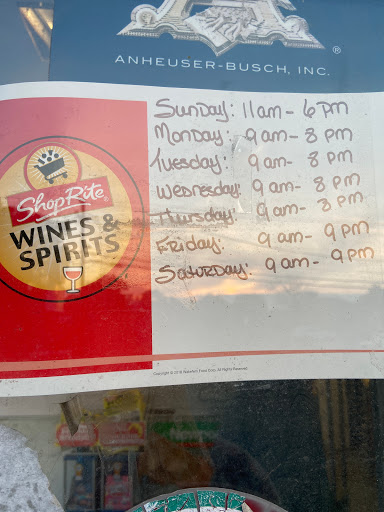 ANHEUSER-BUSCH, INC.
®
Sunday: 11am - 6pm
Monday: 9am - 8pm
Tuesday: 9am - 8pm
Wednesday: 9am - 8pm
Thursday: 9am - 8pm
Friday: 9am - 9pm
Saturday: 9am - 9pm
ShopRite
WINES &
SPIRITS